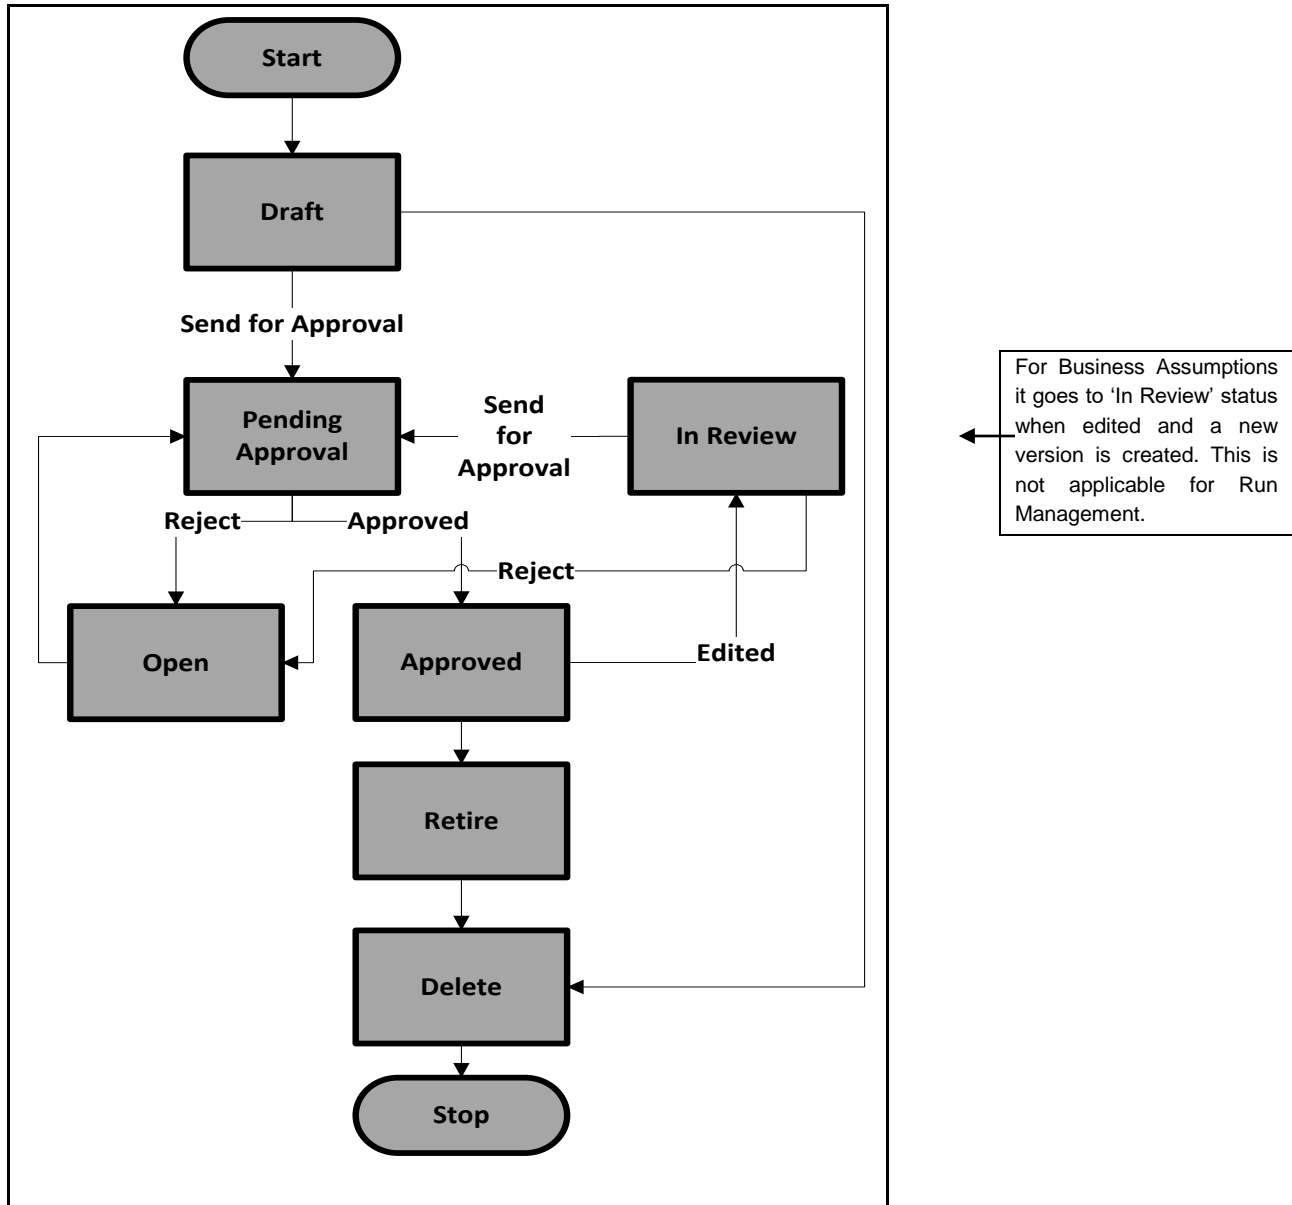 Start
Draft
Send for Approval
Pending
Approval
Send
for
Approval
In Review
For Business Assumptions
it goes to ‘In Review’ status
when edited and a new
version is created. This is
not applicable for Run
Management.
Reject
Approved
Reject
Open
Approved
Edited
Retire
Delete
Stop